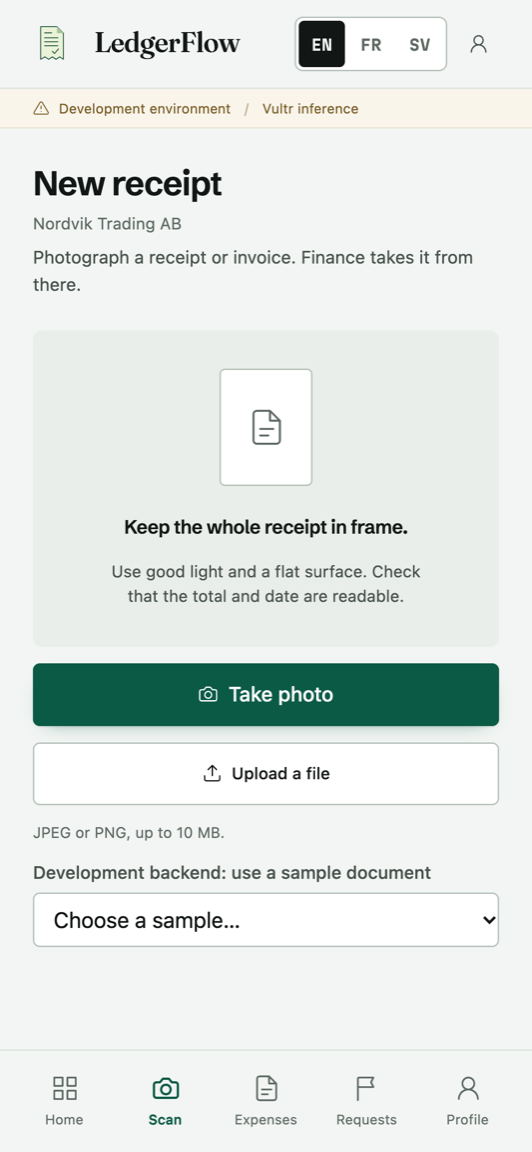 LedgerFlow
EN FR SV
Development environment / Vultr inference
New receipt
Nordvik Trading AB
Photograph a receipt or invoice. Finance takes it from
there.
Keep the whole receipt in frame.
Use good light and a flat surface. Check
that the total and date are readable.
Take photo
Upload a file
JPEG or PNG, up to 10 MB.
Development backend: use a sample document
Choose a sample...
Home Scan Expenses Requests Profile